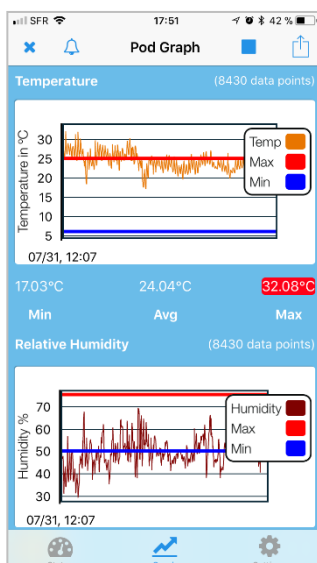 SFR 17:51 42 %
Pod Graph
Temperature (8430 data points)
Temperature in ºC
30
25
20
15
10
5
Temp
Max
Min
07/31, 12:07
17.03°C 24.04°C 32.08°C
Min Avg Max
Relative Humidity (8430 data points)
Humidity %
70
60
50
40
30
Humidity
Max
Min
07/31, 12:07